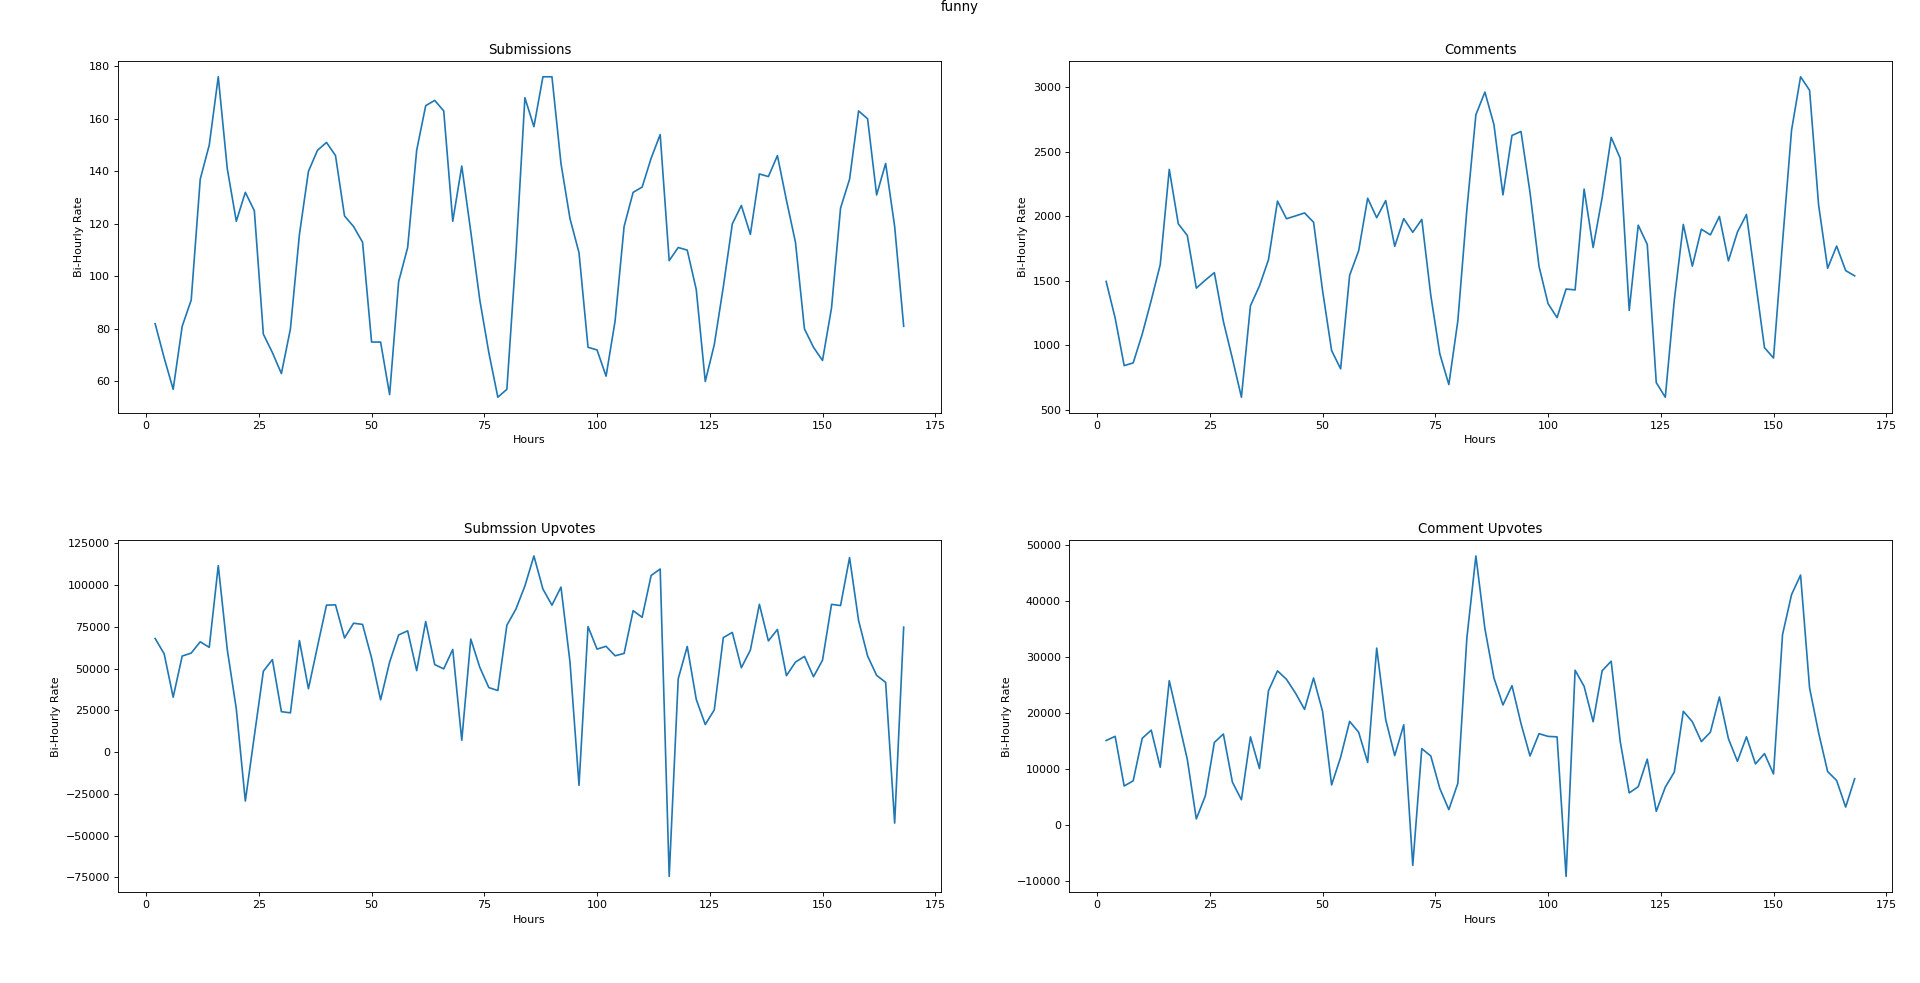 funny
Submissions
180
160
140
120
100
80
60
Bi-Hourly Rate
0 25 50 75 100 125 150 175
Hours
Comments
3000
2500
2000
1500
1000
500
Bi-Hourly Rate
0 25 50 75 100 125 150 175
Hours
Submssion Upvotes
125000
100000
75000
50000
25000
0
−25000
−50000
−75000
Bi-Hourly Rate
0 25 50 75 100 125 150 175
Hours
Comment Upvotes
50000
40000
30000
20000
10000
0
−10000
Bi-Hourly Rate
0 25 50 75 100 125 150 175
Hours